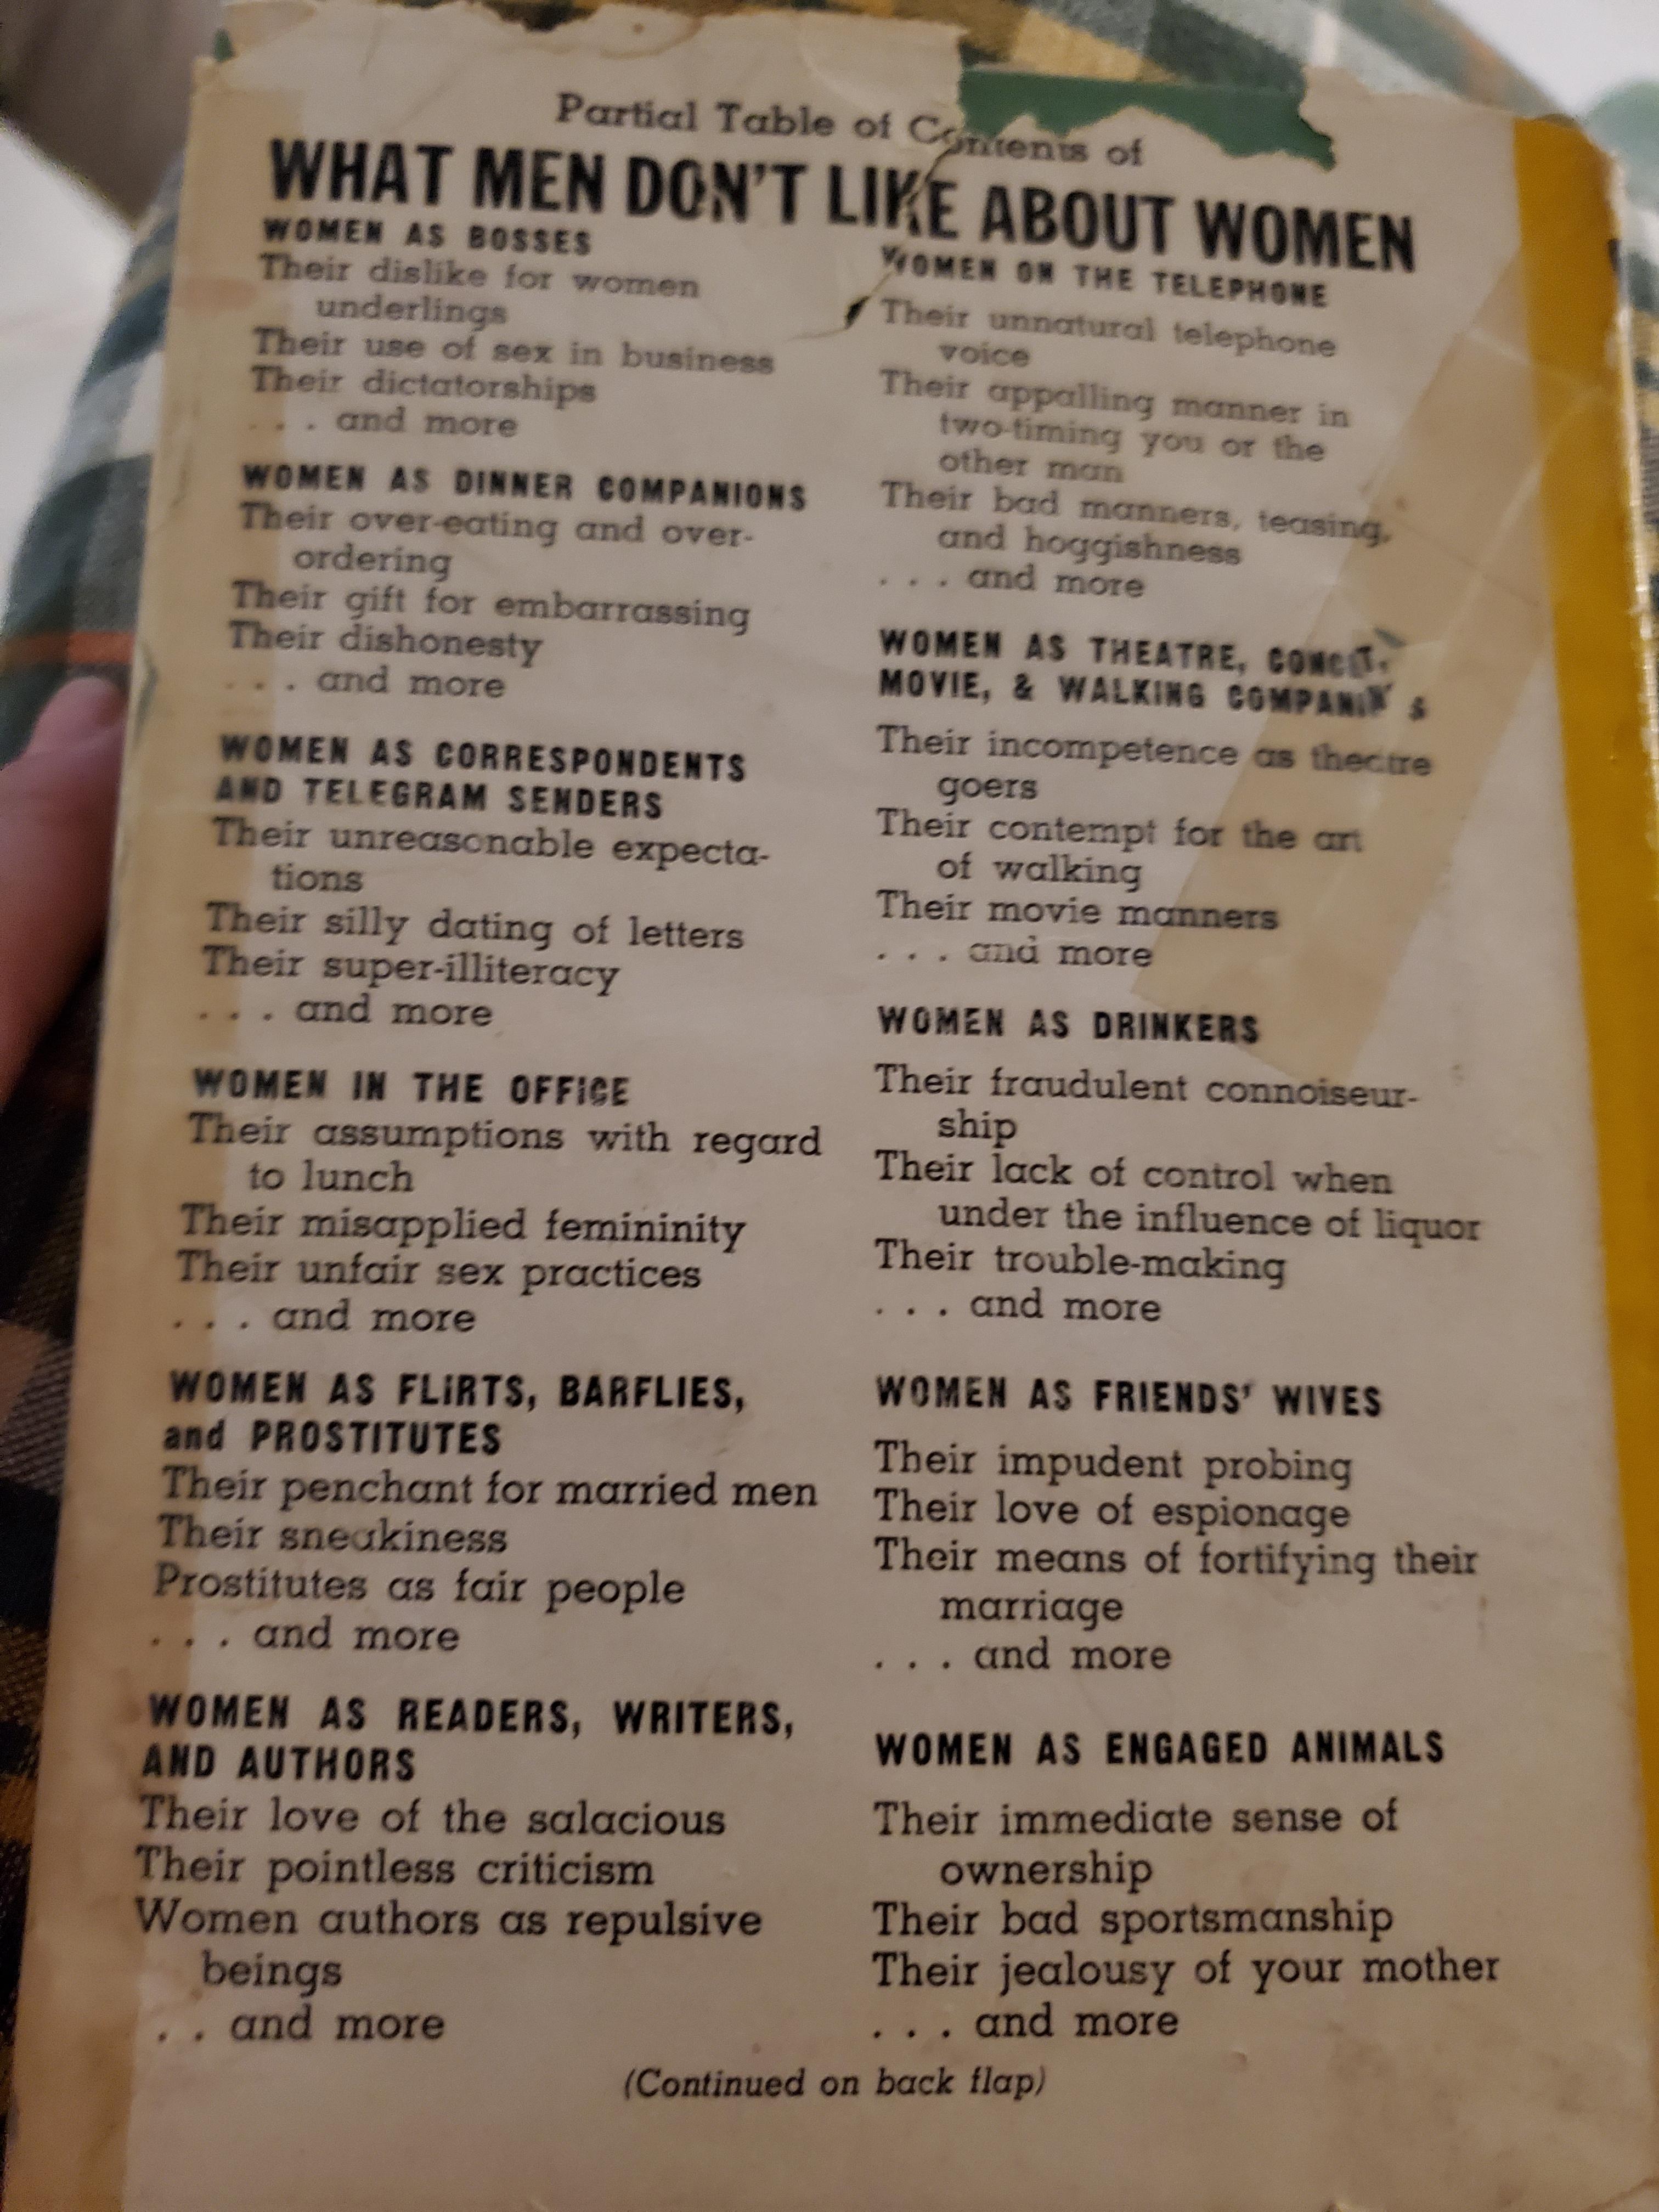 Partial Table of Contents of
WHAT MEN DON'T LIKE ABOUT WOMEN
WOMEN AS BOSSES
Their dislike for women
underlings
Their use of sex in business
Their dictatorships
. . . and more
WOMEN AS DINNER COMPANIONS
Their over-eating and over-
ordering
Their gift for embarrassing
Their dishonesty
. . . and more
WOMEN AS CORRESPONDENTS
AND TELEGRAM SENDERS
Their unreasonable expecta-
tions
Their silly dating of letters
Their super-illiteracy
. . . and more
WOMEN IN THE OFFICE
Their assumptions with regard
to lunch
Their misapplied femininity
Their unfair sex practices
. . . and more
WOMEN AS FLIRTS, BARFLIES,
and PROSTITUTES
Their penchant for married men
Their sneakiness
Prostitutes as fair people
. . . and more
WOMEN AS READERS, WRITERS,
AND AUTHORS
Their love of the salacious
Their pointless criticism
Women authors as repulsive
beings
. . and more
WOMEN ON THE TELEPHONE
Their unnatural telephone
voice
Their appalling manner in
two-timing you or the
other man
Their bad manners, teasing,
and hoggishness
. . . and more
WOMEN AS THEATRE,
MOVIE, & WALKING
Their incompetence as theatre
goers
Their contempt for the art
of walking
Their movie manners
. . . and more
WOMEN AS DRINKERS
Their fraudulent connoiseur-
ship
Their lack of control when
under the influence of liquor
Their trouble-making
. . . and more
WOMEN AS FRIENDS' WIVES
Their impudent probing
Their love of espionage
Their means of fortifying their
marriage
. . . and more
WOMEN AS ENGAGED ANIMALS
Their immediate sense of
ownership
Their bad sportsmanship
Their jealousy of your mother
. . . and more
(Continued on back flap)